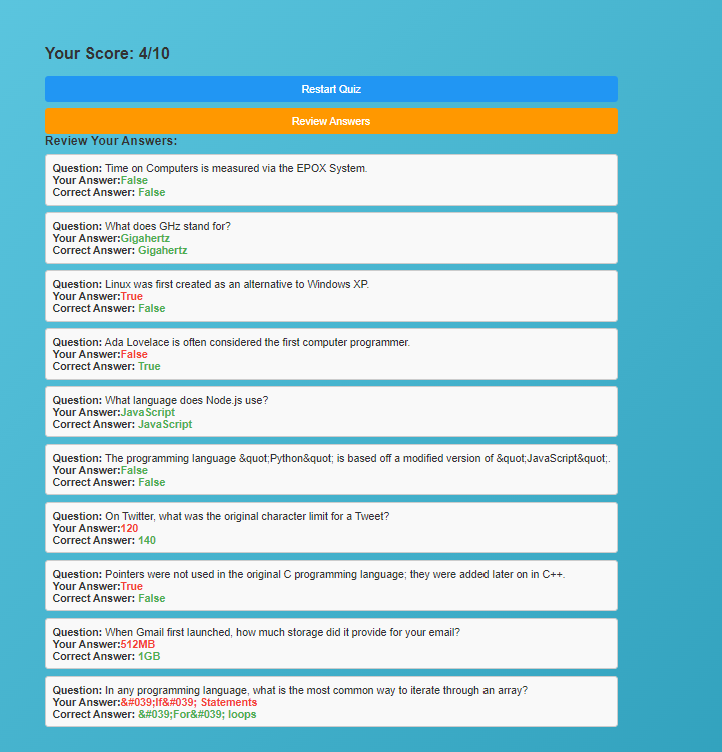 Your Score: 4/10
Restart Quiz
Review Answers
Review Your Answers:
Question: Time on Computers is measured via the EPOX System.
Your Answer:False
Correct Answer: False
Question: What does GHz stand for?
Your Answer:Gigahertz
Correct Answer: Gigahertz
Question: Linux was first created as an alternative to Windows XP.
Your Answer:True
Correct Answer: False
Question: Ada Lovelace is often considered the first computer programmer.
Your Answer:False
Correct Answer: True
Question: What language does Node.js use?
Your Answer:JavaScript
Correct Answer: JavaScript
Question: The programming language &quot;Python&quot; is based off a modified version of &quot;JavaScript&quot;.
Your Answer:False
Correct Answer: False
Question: On Twitter, what was the original character limit for a Tweet?
Your Answer:120
Correct Answer: 140
Question: Pointers were not used in the original C programming language; they were added later on in C++.
Your Answer:True
Correct Answer: False
Question: When Gmail first launched, how much storage did it provide for your email?
Your Answer:512MB
Correct Answer: 1GB
Question: In any programming language, what is the most common way to iterate through an array?
Your Answer:&#039;If&#039; Statements
Correct Answer: &#039;For&#039; loops